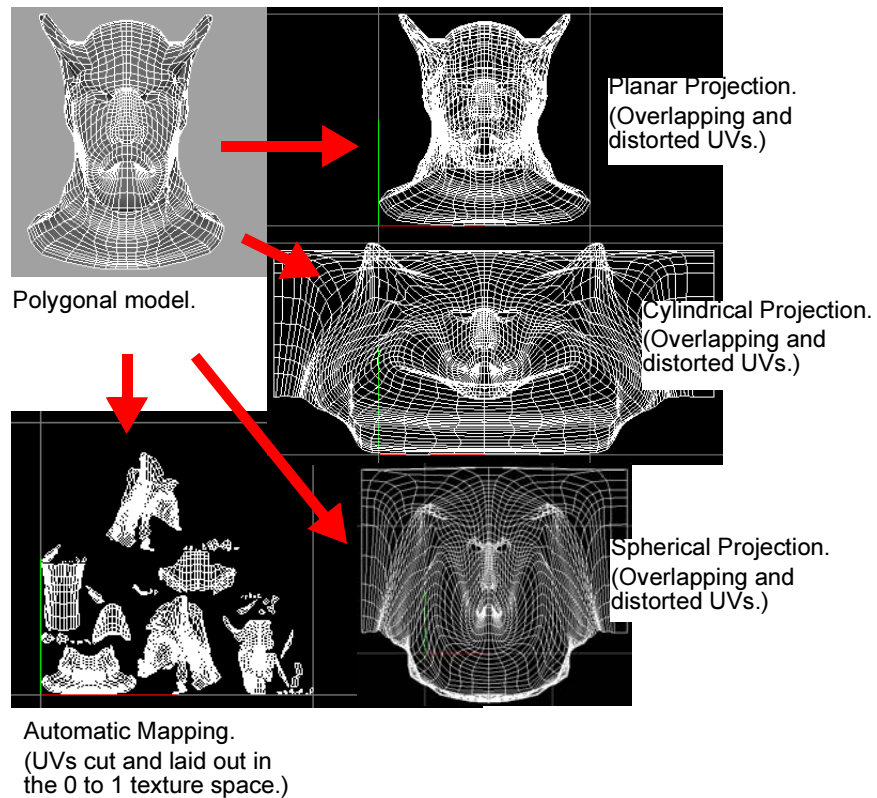 Planar Projection.
(Overlapping and
distorted UVs.)
Polygonal model.
Cylindrical Projection.
(Overlapping and
distorted UVs.)
Spherical Projection.
(Overlapping and
distorted UVs.)
Automatic Mapping.
(UVs cut and laid out in
the 0 to 1 texture space.)